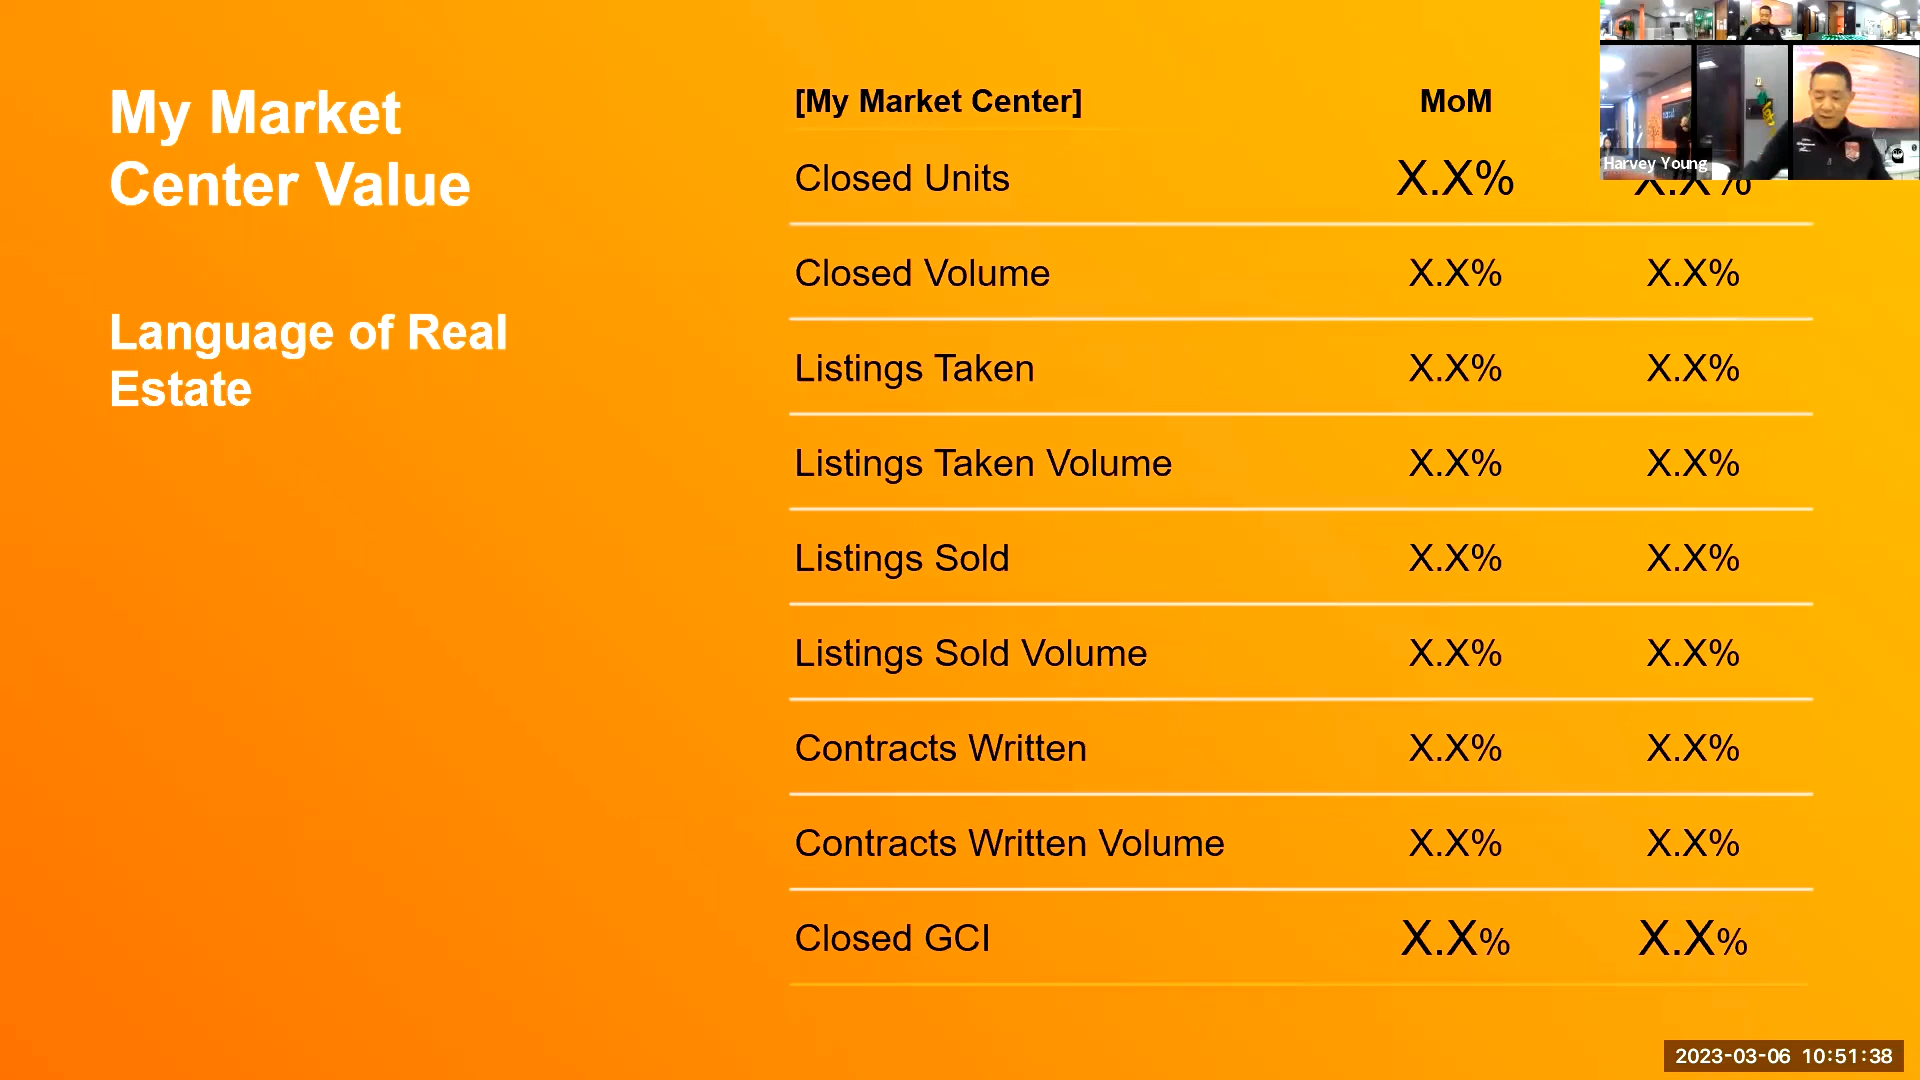 My Market
Center Value
Language of Real
Estate
[My Market Center] MoM
Closed Units X.X% X.X%
Closed Volume X.X% X.X%
Listings Taken X.X% X.X%
Listings Taken Volume X.X% X.X%
Listings Sold X.X% X.X%
Listings Sold Volume X.X% X.X%
Contracts Written X.X% X.X%
Contracts Written Volume X.X% X.X%
Closed GCI X.X% X.X%
Harvey Young
2023-03-06 10:51:38